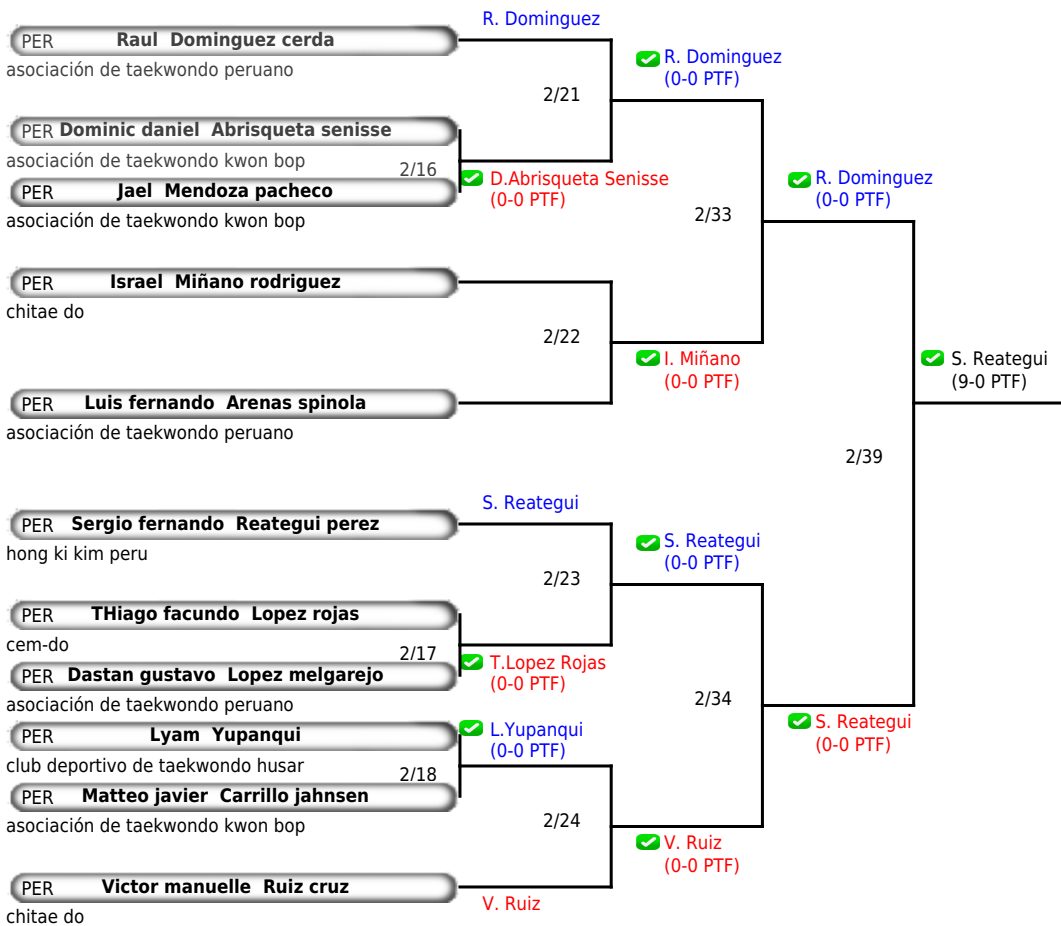 R. Dominguez
PER Raul Dominguez cerda
asociación de taekwondo peruano
R. Dominguez
(0-0 PTF)
2/21
PER Dominic daniel Abrisqueta senisse
asociación de taekwondo kwon bop
2/16
D.Abrisqueta Senisse
(0-0 PTF)
PER Jael Mendoza pacheco
asociación de taekwondo kwon bop
R. Dominguez
(0-0 PTF)
2/33
PER Israel Miñano rodriguez
chitae do
2/22
I. Miñano
(0-0 PTF)
S. Reategui
(9-0 PTF)
PER Luis fernando Arenas spinola
asociación de taekwondo peruano
2/39
S. Reategui
PER Sergio fernando Reategui perez
hong ki kim peru
S. Reategui
(0-0 PTF)
2/23
PER THiago facundo Lopez rojas
cem-do
2/17
T.Lopez Rojas
(0-0 PTF)
PER Dastan gustavo Lopez melgarejo
asociación de taekwondo peruano
2/34
S. Reategui
(0-0 PTF)
PER Lyam Yupanqui
club deportivo de taekwondo husar
L.Yupanqui
(0-0 PTF)
2/18
PER Matteo javier Carrillo jahnsen
asociación de taekwondo kwon bop
2/24
V. Ruiz
(0-0 PTF)
PER Victor manuelle Ruiz cruz
chitae do
V. Ruiz